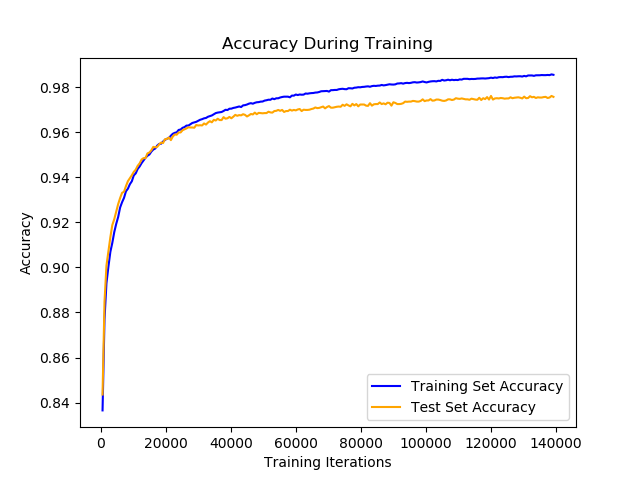 Accuracy During Training
Accuracy
0.98
0.96
0.94
0.92
0.90
0.88
0.86
0.84
Training Set Accuracy
Test Set Accuracy
0 20000 40000 60000 80000 100000 120000 140000
Training Iterations